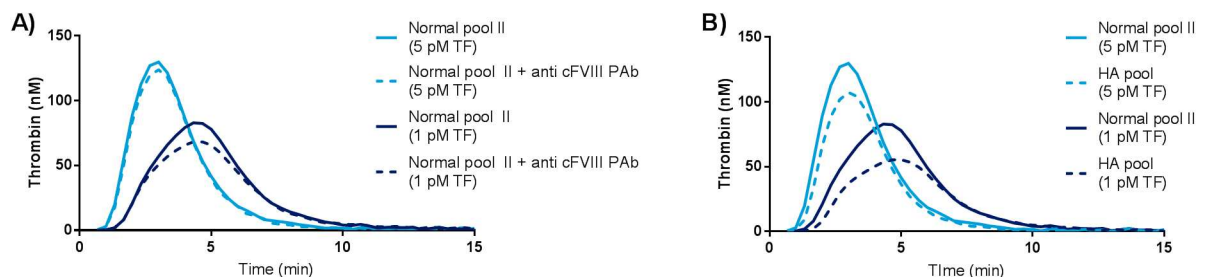 A)
150
100
50
0
Thrombin (nM)
0
5
10
15
Time (min)
Normal pool II
(5 pM TF)
Normal pool II + anti cFVIII PAb
(5 pM TF)
Normal pool II
(1 pM TF)
Normal pool II + anti cFVIII PAb
(1 pM TF)
B)
150
100
50
0
Thrombin (nM)
0
5
10
15
TIme (min)
Normal pool II
(5 pM TF)
HA pool
(5 pM TF)
Normal pool II
(1 pM TF)
HA pool
(1 pM TF)